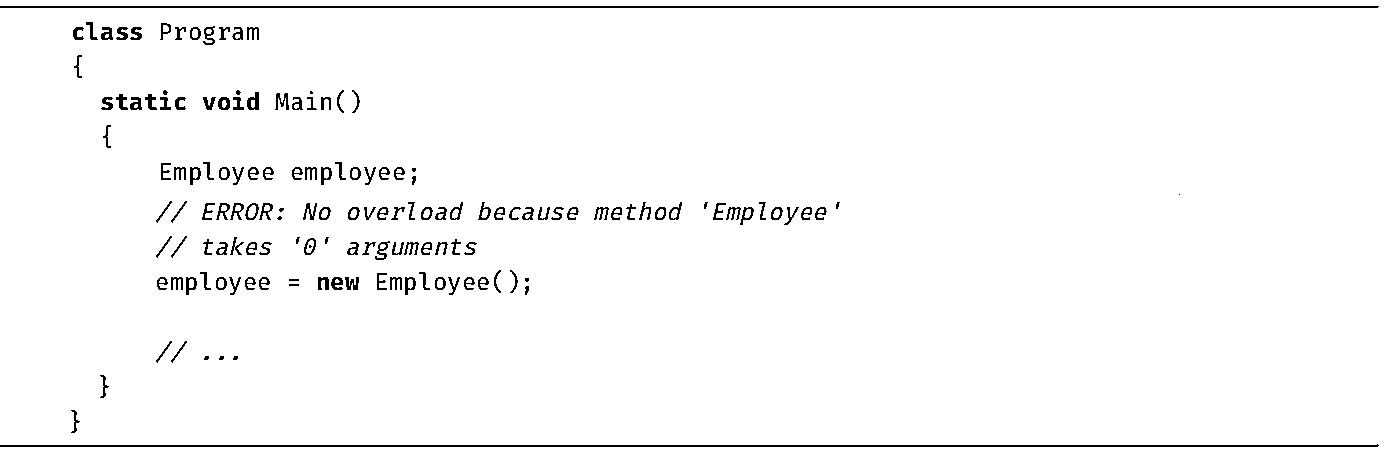 class Program
{
  static void Main()
  {
      Employee employee;
      // ERROR: No overload because method 'Employee'
      // takes '0' arguments
      employee = new Employee();
      // ...
  }
}